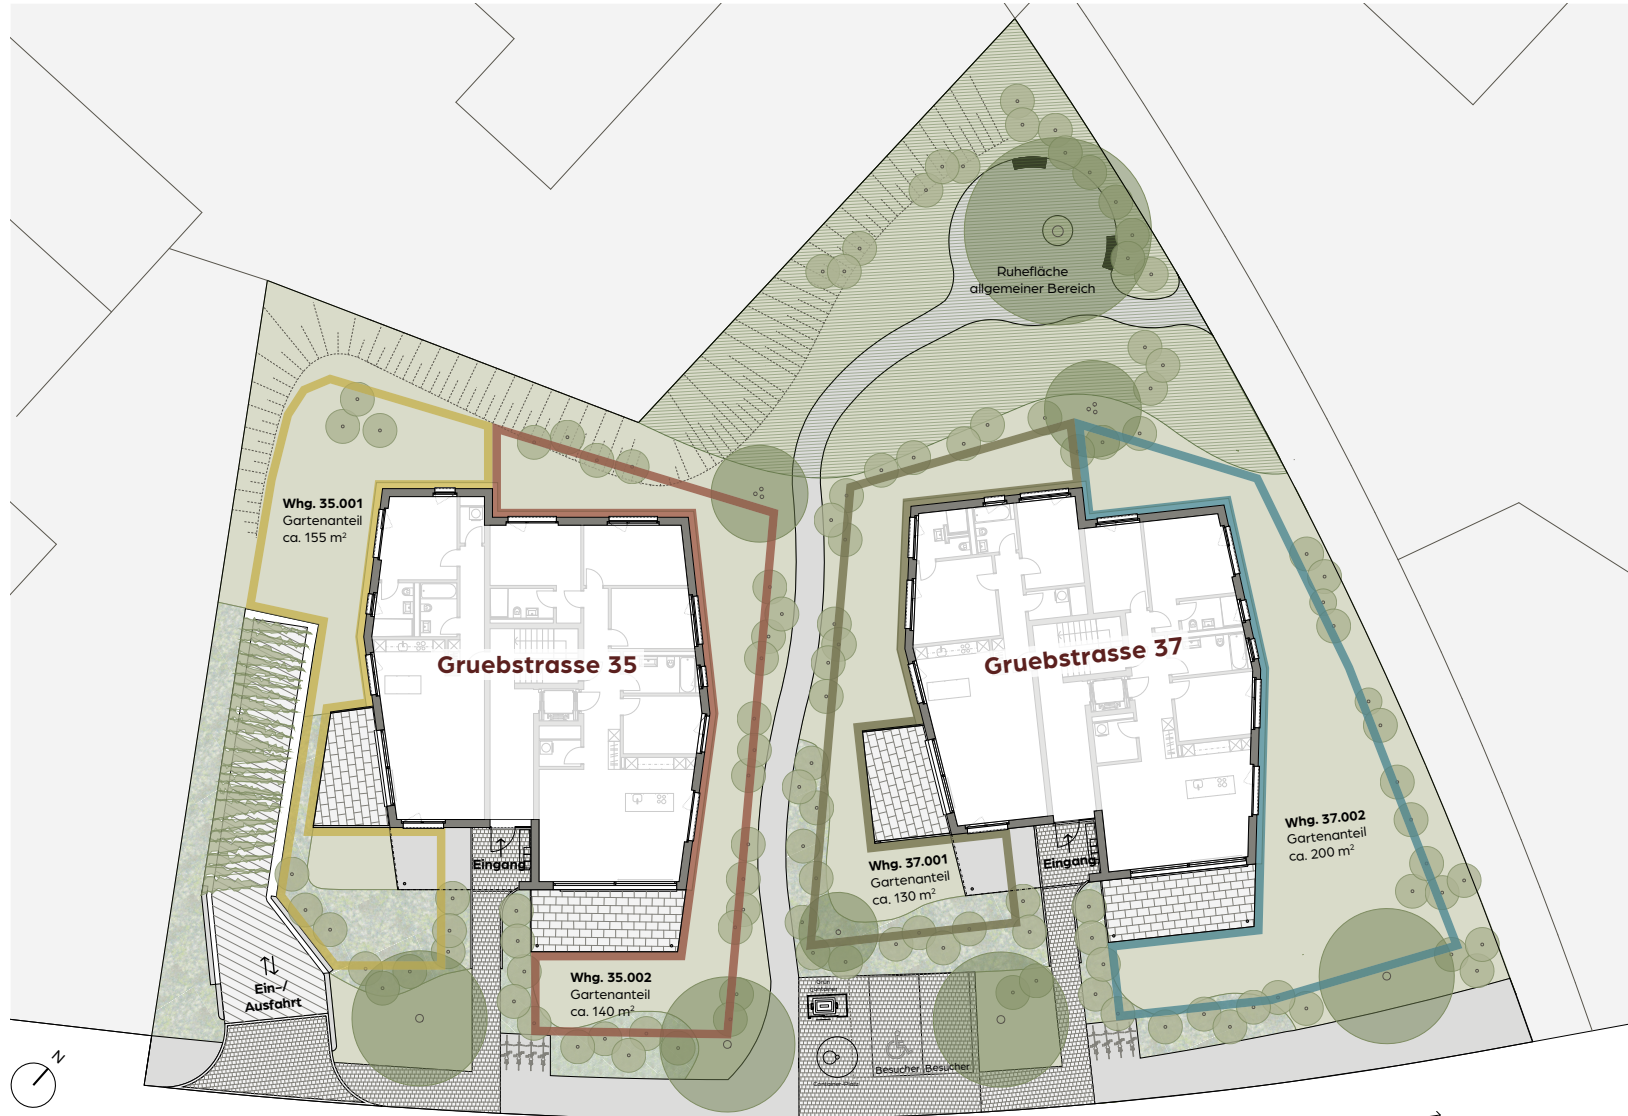 Ruhefläche
allgemeiner Bereich
Whg. 35.001
Gartenanteil
ca. 155 m²
Gruebstrasse 35
Gruebstrasse 37
Whg. 37.002
Gartenanteil
ca. 200 m²
Whg. 37.001
Gartenanteil
ca. 130 m²
Eingang
Eingang
Whg. 35.002
Gartenanteil
ca. 140 m²
Ein-/
Ausfahrt
Besucher
Besucher
Container-Platz
N